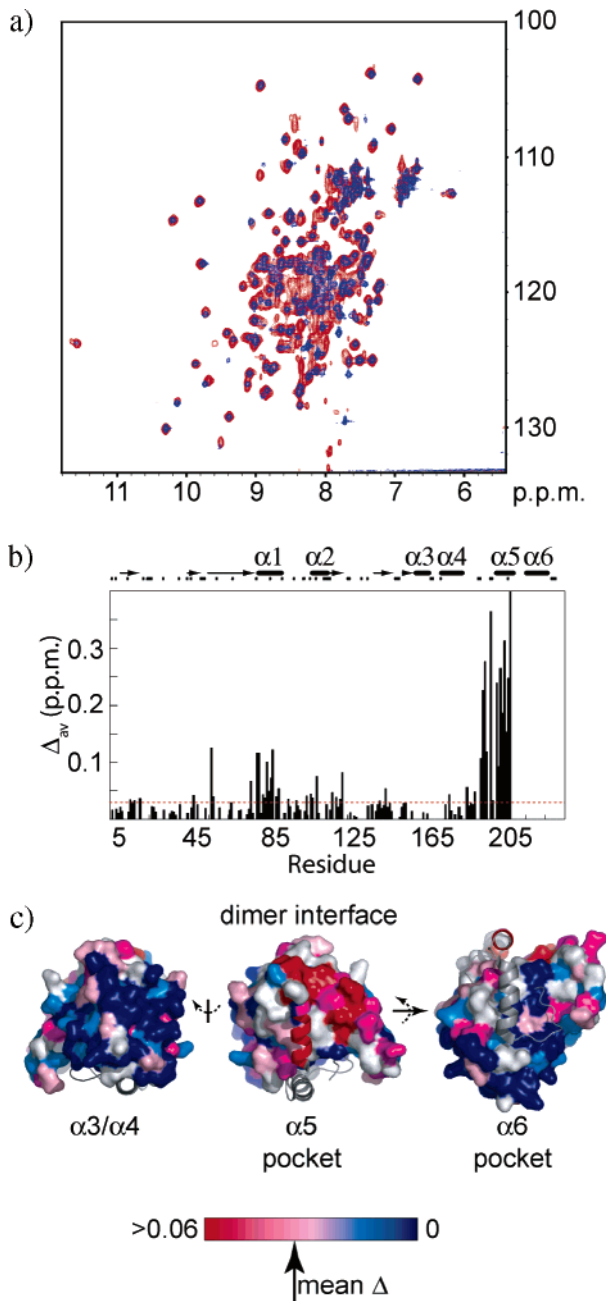 a)
100
110
120
130
11 10 9 8 7 6 p.p.m.
b)
α1 α2 α3 α4 α5 α6
Δav (p.p.m.)
0.3
0.2
0.1
5 45 85 125 165 205
Residue
c)
dimer interface
α3/α4 α5 α6
pocket pocket
>0.06 0
mean Δ